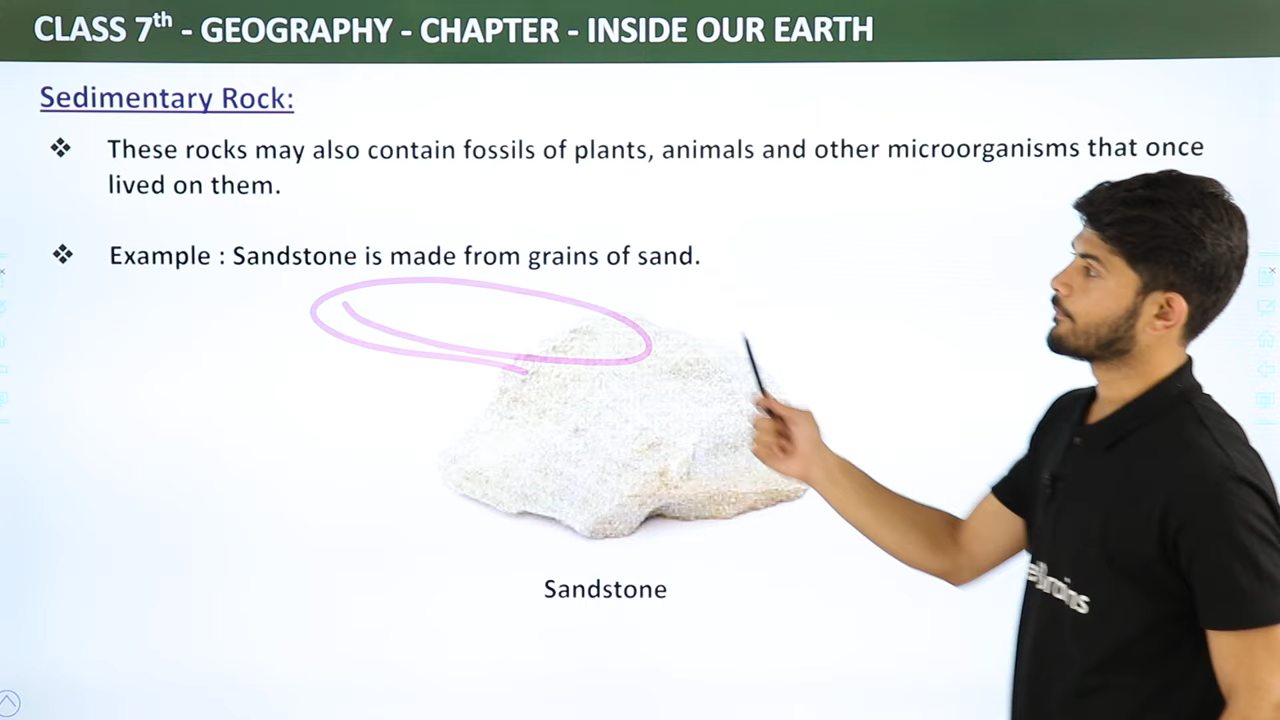 CLASS 7th - GEOGRAPHY - CHAPTER - INSIDE OUR EARTH
Sedimentary Rock:
❖ These rocks may also contain fossils of plants, animals and other microorganisms that once
lived on them.
❖ Example : Sandstone is made from grains of sand.
Sandstone